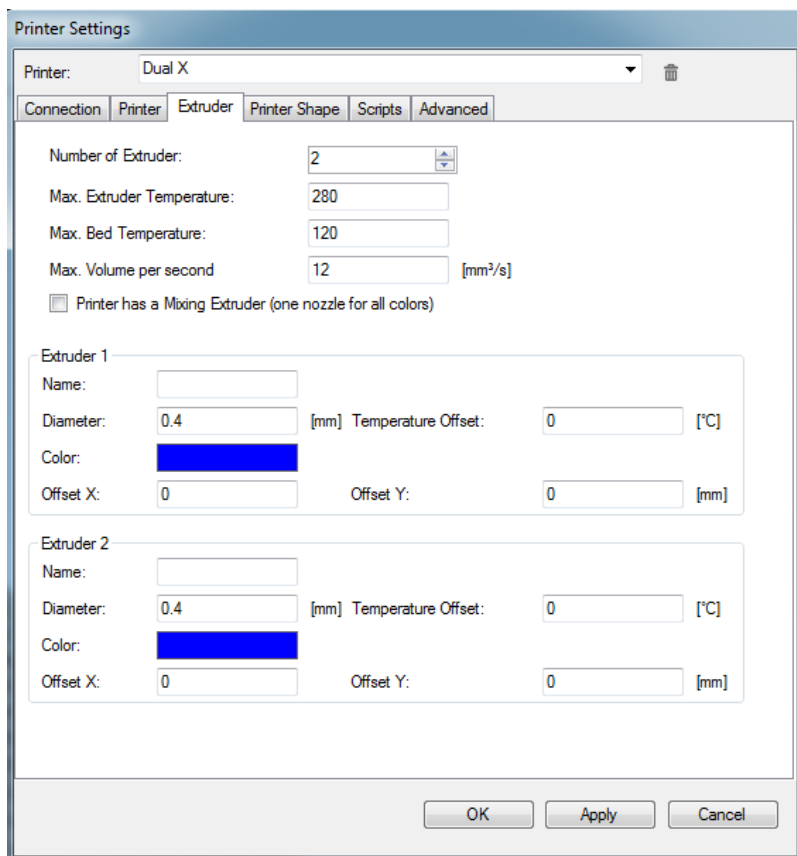 Printer Settings
Printer: Dual X
Connection Printer Extruder Printer Shape Scripts Advanced
Number of Extruder: 2
Max. Extruder Temperature: 280
Max. Bed Temperature: 120
Max. Volume per second 12 [mm³/s]
Printer has a Mixing Extruder (one nozzle for all colors)
Extruder 1
Name:
Diameter: 0.4 [mm] Temperature Offset: 0 [°C]
Color:
Offset X: 0 Offset Y: 0 [mm]
Extruder 2
Name:
Diameter: 0.4 [mm] Temperature Offset: 0 [°C]
Color:
Offset X: 0 Offset Y: 0 [mm]
OK Apply Cancel